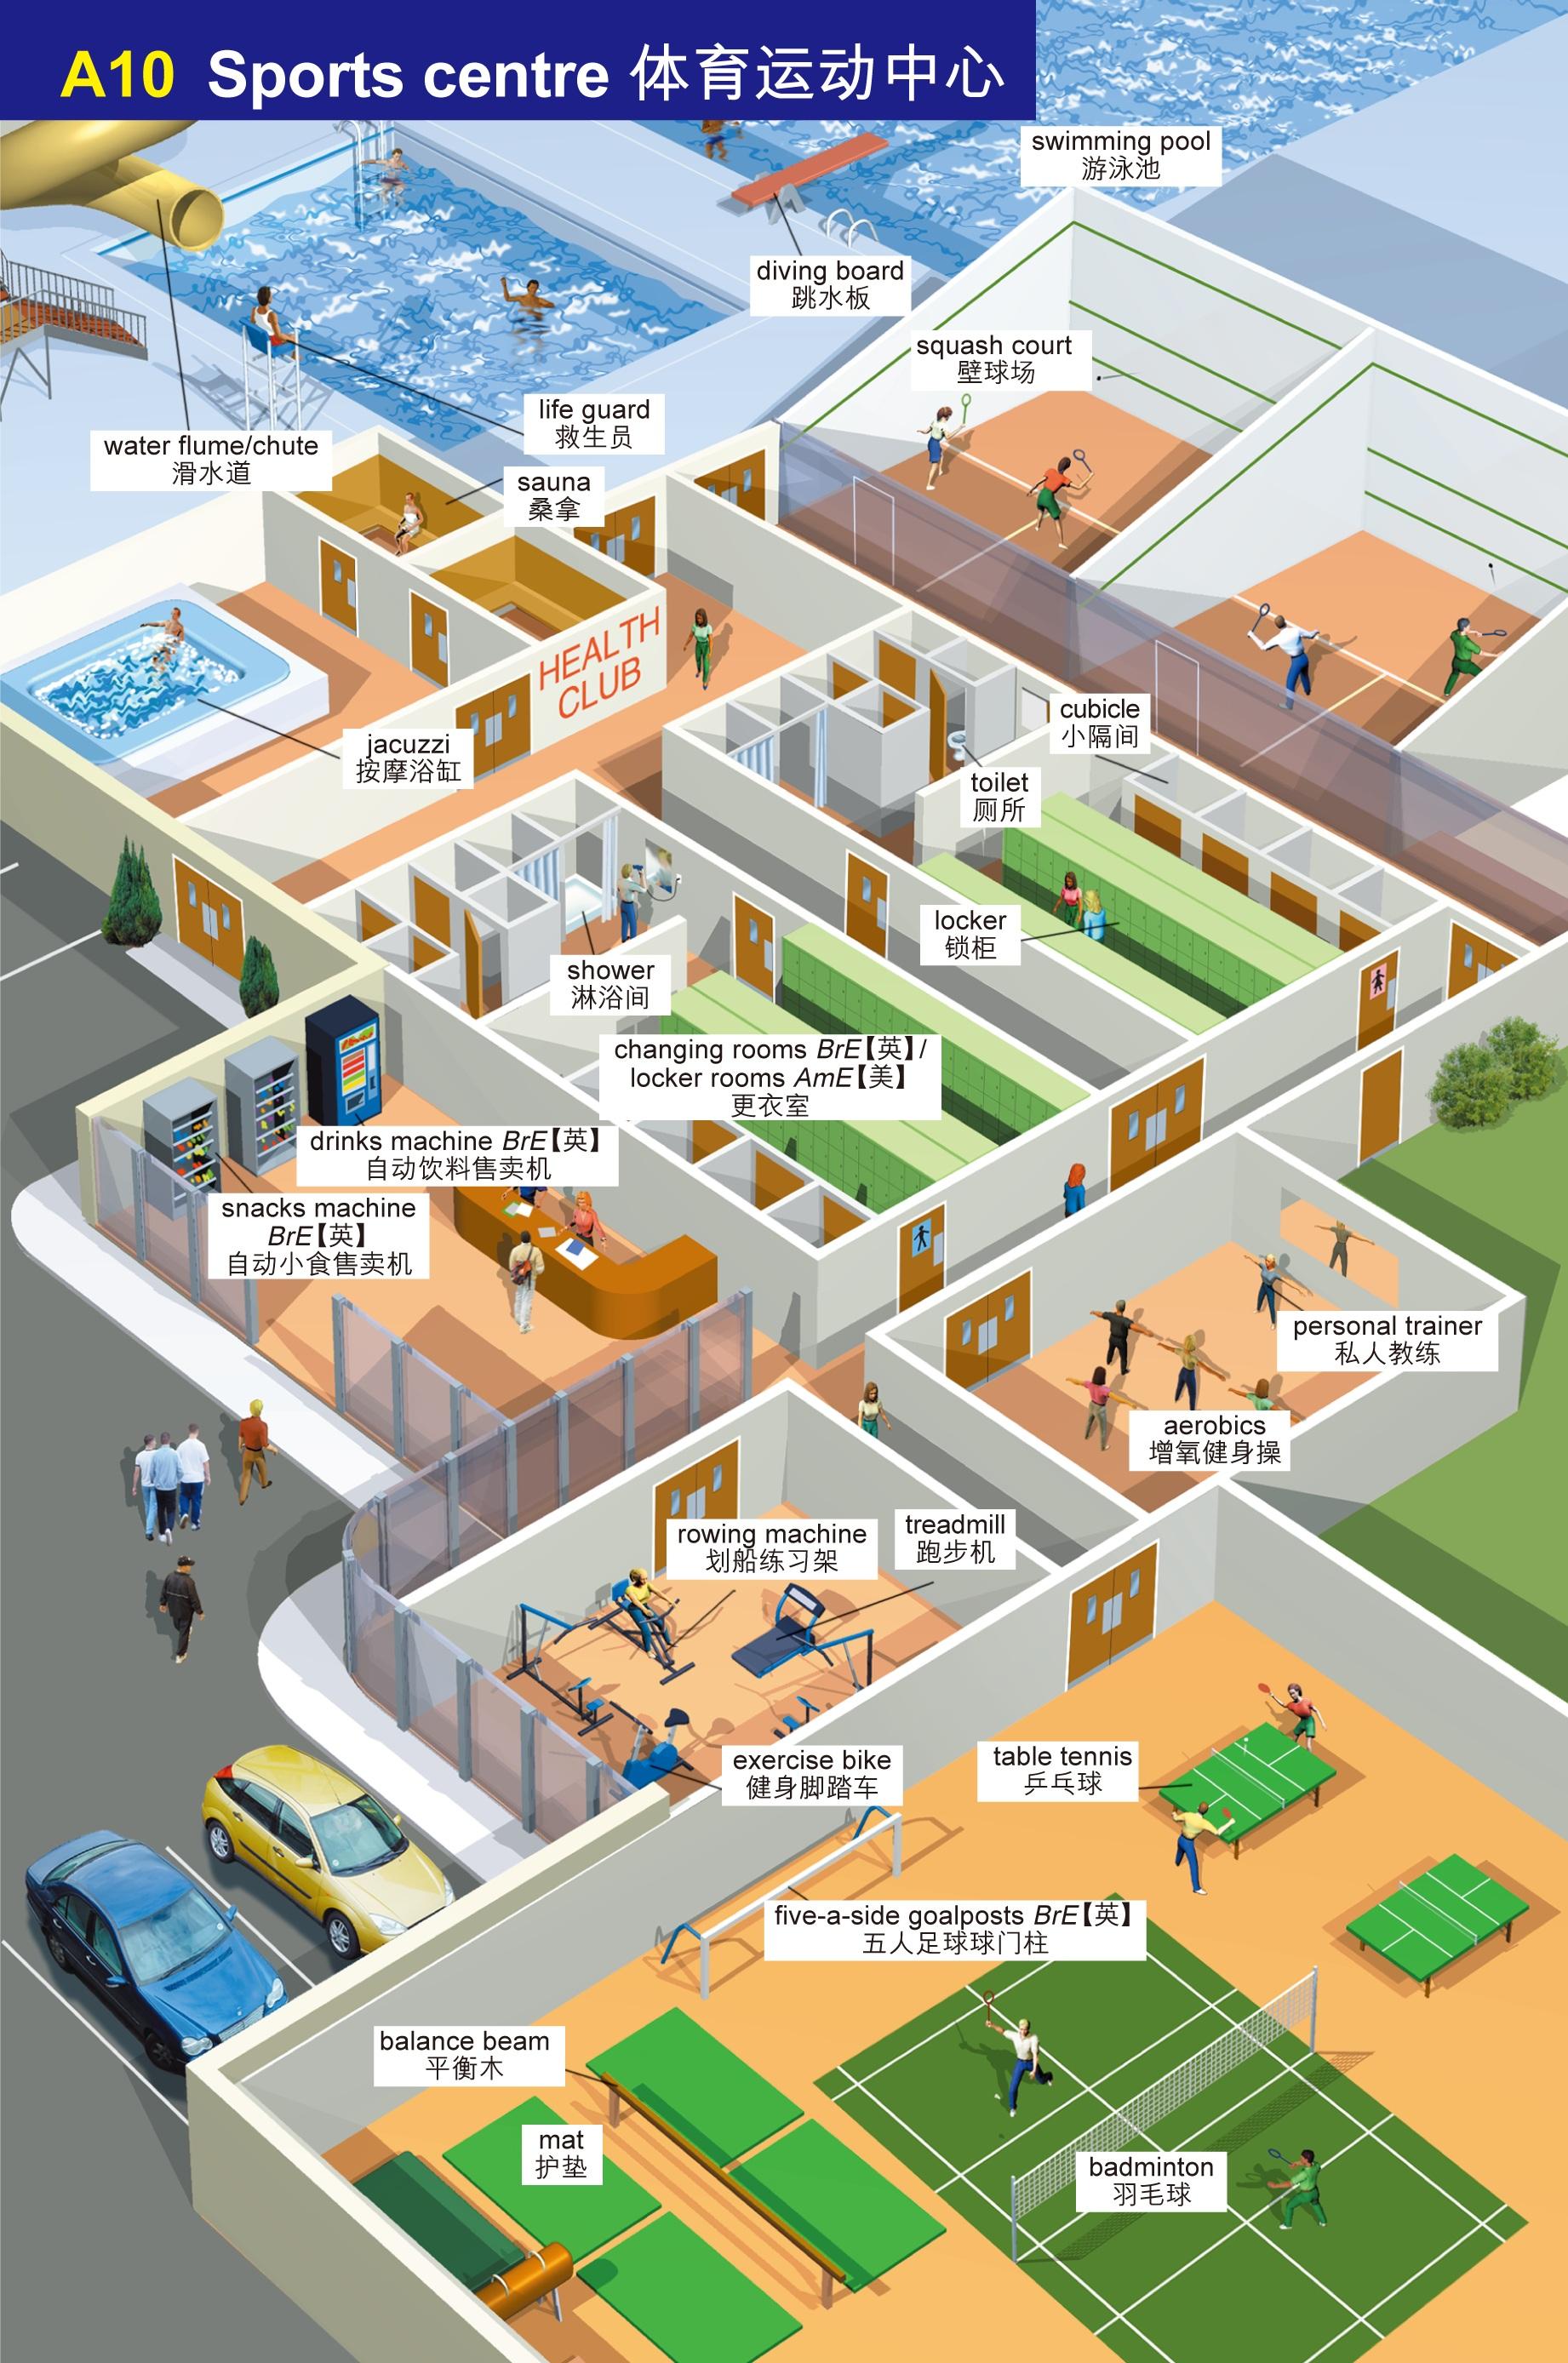 A10 Sports centre 体育运动中心
swimming pool
游泳池
diving board
跳水板
squash court
壁球场
life guard
救生员
water flume/chute
滑水道
sauna
桑拿
HEALTH
CLUB
cubicle
小隔间
jacuzzi
按摩浴缸
toilet
厕所
locker
锁柜
shower
淋浴间
changing rooms BrE【英】/
locker rooms AmE【美】
更衣室
drinks machine BrE【英】
自动饮料售卖机
snacks machine
BrE【英】
自动小食售卖机
personal trainer
私人教练
aerobics
增氧健身操
rowing machine
划船练习架
treadmill
跑步机
exercise bike
健身脚踏车
table tennis
乒乓球
five-a-side goalposts BrE【英】
五人足球球门柱
balance beam
平衡木
mat
护垫
badminton
羽毛球